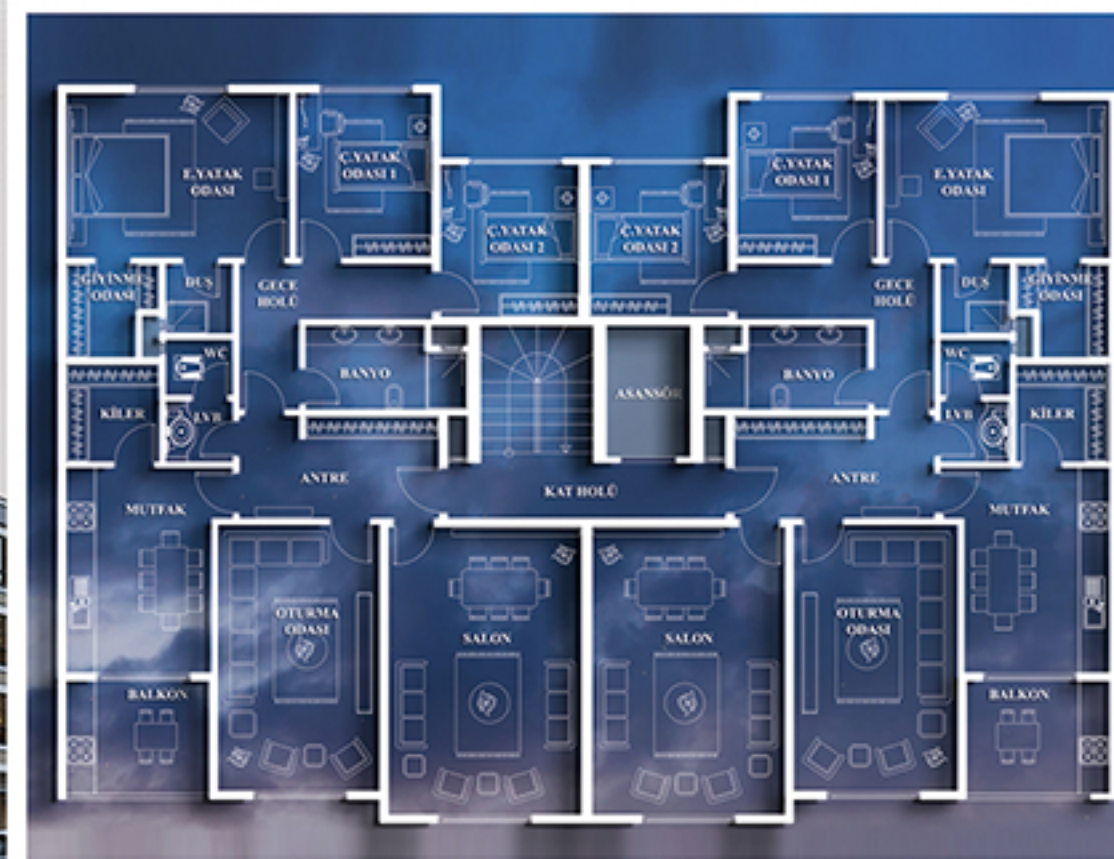 E.YATAK
ODASI
Ç.YATAK
ODASI 1
Ç.YATAK
ODASI 2
Ç.YATAK
ODASI 2
Ç.YATAK
ODASI 1
E.YATAK
ODASI
GİYİNME
ODASI
DUŞ
GECE
HOLÜ
GECE
HOLÜ
DUŞ
GİYİNME
ODASI
WC
BANYO
ASANSÖR
BANYO
WC
KİLER
LVB
LVB
KİLER
ANTRE
KAT HOLÜ
ANTRE
MUTFAK
MUTFAK
OTURMA
ODASI
SALON
SALON
OTURMA
ODASI
BALKON
BALKON